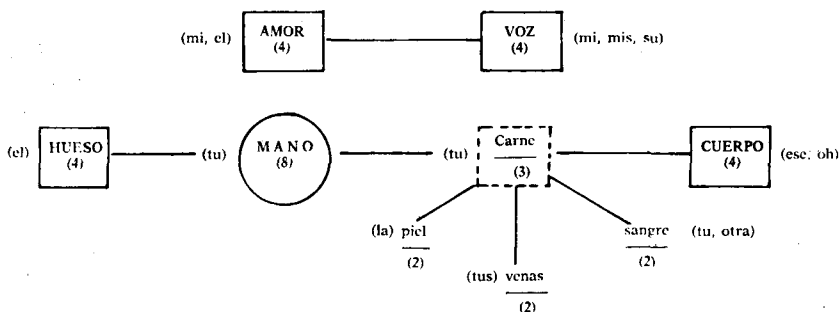 (mi, el) AMOR VOZ (mi, mis, su)
(4) (4)
(el) HUESO (tu) MANO (tu) Carne CUERPO (ese, oh)
(4) (8) (3) (4)
(la) piel sangre (tu, otra)
(2) (2)
(tus) venas
(2)